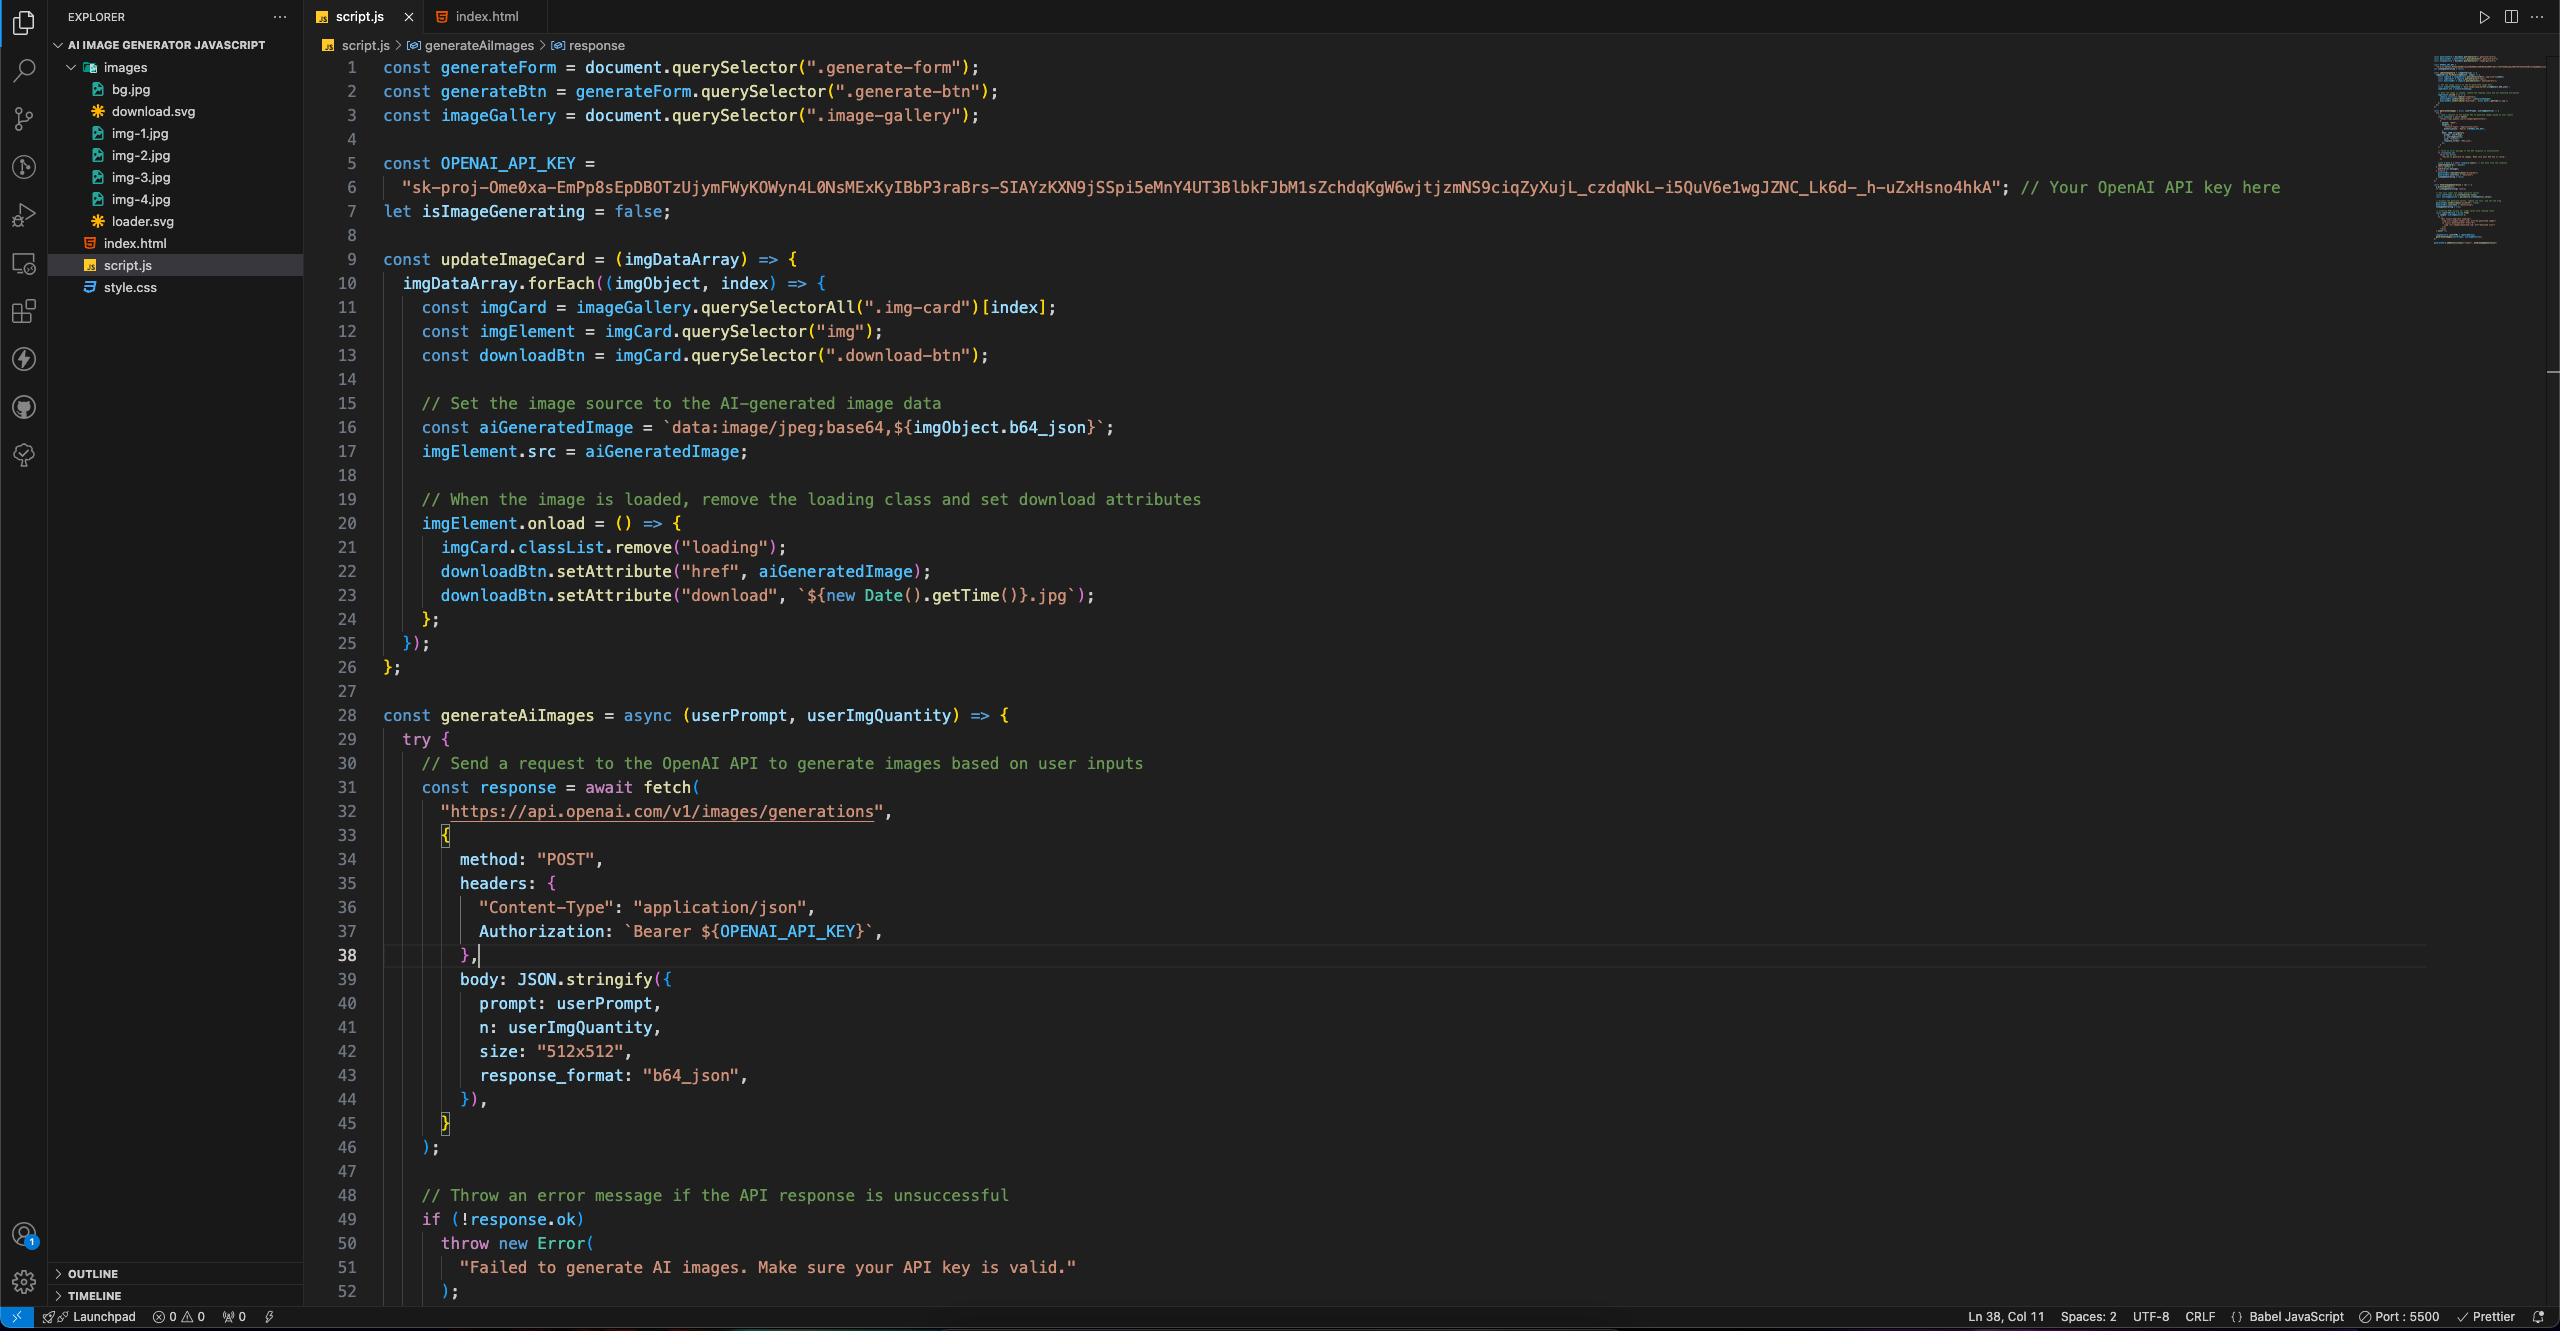 EXPLORER
AI IMAGE GENERATOR JAVASCRIPT
images
bg.jpg
download.svg
img-1.jpg
img-2.jpg
img-3.jpg
img-4.jpg
loader.svg
index.html
script.js
style.css
OUTLINE
TIMELINE
script.js
index.html
script.js > generateAiImages > response
1 const generateForm = document.querySelector(".generate-form");
2 const generateBtn = generateForm.querySelector(".generate-btn");
3 const imageGallery = document.querySelector(".image-gallery");
4
5 const OPENAI_API_KEY =
6 "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"; // Your OpenAI API key here
7 let isImageGenerating = false;
8
9 const updateImageCard = (imgDataArray) => {
10 imgDataArray.forEach((imgObject, index) => {
11 const imgCard = imageGallery.querySelectorAll(".img-card")[index];
12 const imgElement = imgCard.querySelector("img");
13 const downloadBtn = imgCard.querySelector(".download-btn");
14
15 // Set the image source to the AI-generated image data
16 const aiGeneratedImage = `data:image/jpeg;base64,${imgObject.b64_json}`;
17 imgElement.src = aiGeneratedImage;
18
19 // When the image is loaded, remove the loading class and set download attributes
20 imgElement.onload = () => {
21 imgCard.classList.remove("loading");
22 downloadBtn.setAttribute("href", aiGeneratedImage);
23 downloadBtn.setAttribute("download", `${new Date().getTime()}.jpg`);
24 };
25 });
26 };
27
28 const generateAiImages = async (userPrompt, userImgQuantity) => {
29 try {
30 // Send a request to the OpenAI API to generate images based on user inputs
31 const response = await fetch(
32 "https://api.openai.com/v1/images/generations",
33 {
34 method: "POST",
35 headers: {
36 "Content-Type": "application/json",
37 Authorization: `Bearer ${OPENAI_API_KEY}`,
38 },
39 body: JSON.stringify({
40 prompt: userPrompt,
41 n: userImgQuantity,
42 size: "512x512",
43 response_format: "b64_json",
44 }),
45 }
46 );
47
48 // Throw an error message if the API response is unsuccessful
49 if (!response.ok)
50 throw new Error(
51 "Failed to generate AI images. Make sure your API key is valid."
52 );
1
Launchpad
0 0
0
Ln 38, Col 11
Spaces: 2
UTF-8
CRLF
{} Babel JavaScript
Port : 5500
Prettier